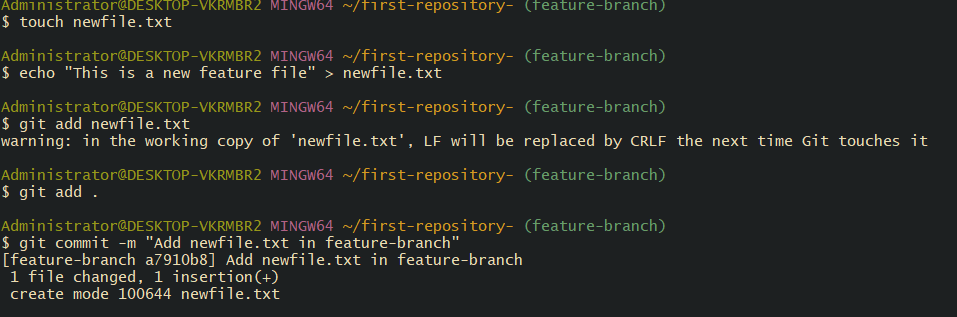 Administrator@DESKTOP-VKRMBR2 MINGW64 ~/first-repository- (feature-branch)
$ touch newfile.txt
Administrator@DESKTOP-VKRMBR2 MINGW64 ~/first-repository- (feature-branch)
$ echo "This is a new feature file" > newfile.txt
Administrator@DESKTOP-VKRMBR2 MINGW64 ~/first-repository- (feature-branch)
$ git add newfile.txt
warning: in the working copy of 'newfile.txt', LF will be replaced by CRLF the next time Git touches it
Administrator@DESKTOP-VKRMBR2 MINGW64 ~/first-repository- (feature-branch)
$ git add .
Administrator@DESKTOP-VKRMBR2 MINGW64 ~/first-repository- (feature-branch)
$ git commit -m "Add newfile.txt in feature-branch"
[feature-branch a7910b8] Add newfile.txt in feature-branch
 1 file changed, 1 insertion(+)
 create mode 100644 newfile.txt